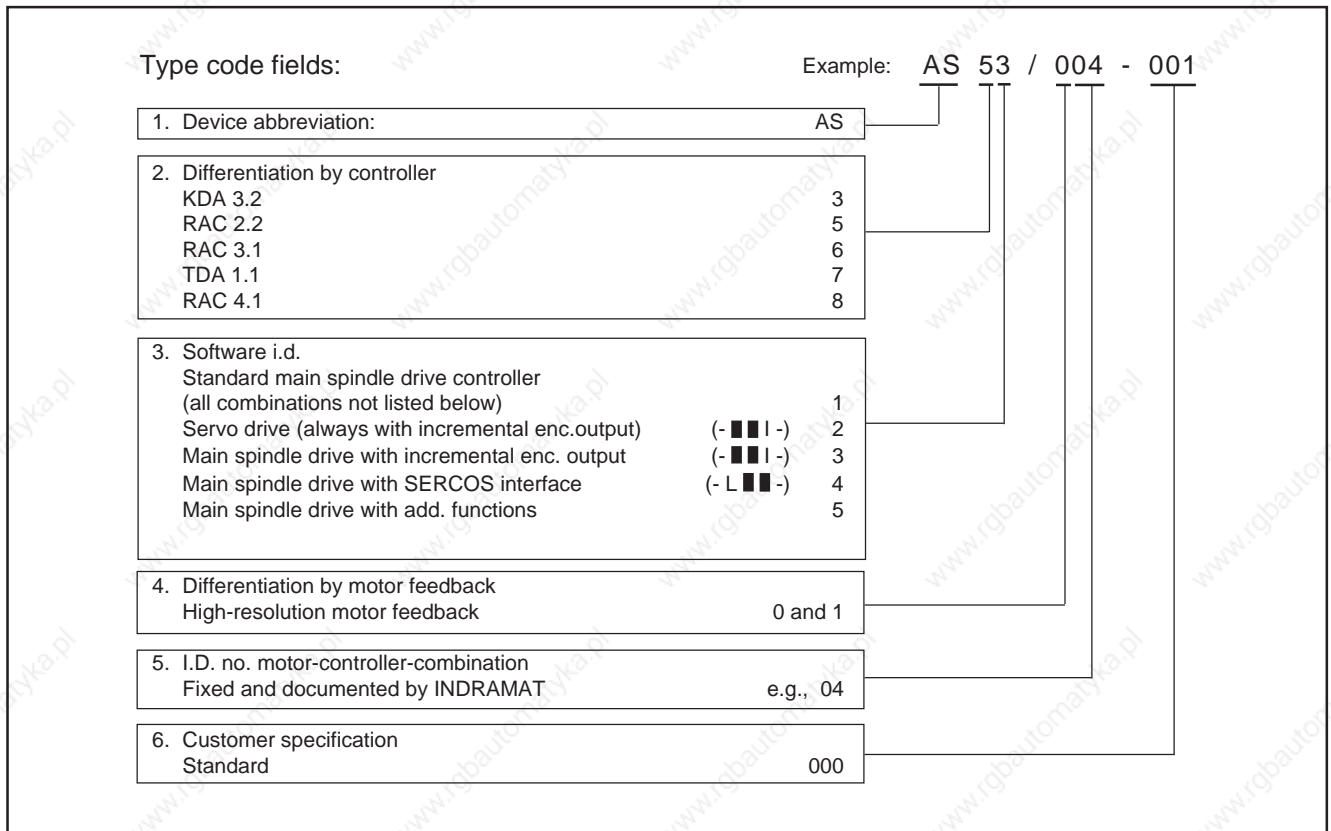 Type code fields: Example: AS 53 / 004 - 001
1. Device abbreviation: AS
2. Differentiation by controller
KDA 3.2 3
RAC 2.2 5
RAC 3.1 6
TDA 1.1 7
RAC 4.1 8
3. Software i.d.
Standard main spindle drive controller
(all combinations not listed below) 1
Servo drive (always with incremental enc.output) (- ■■ I -) 2
Main spindle drive with incremental enc. output (- ■■ I -) 3
Main spindle drive with SERCOS interface (- L ■■ -) 4
Main spindle drive with add. functions 5
4. Differentiation by motor feedback
High-resolution motor feedback 0 and 1
5. I.D. no. motor-controller-combination
Fixed and documented by INDRAMAT e.g., 04
6. Customer specification
Standard 000
www.rgbautomatyka.pl